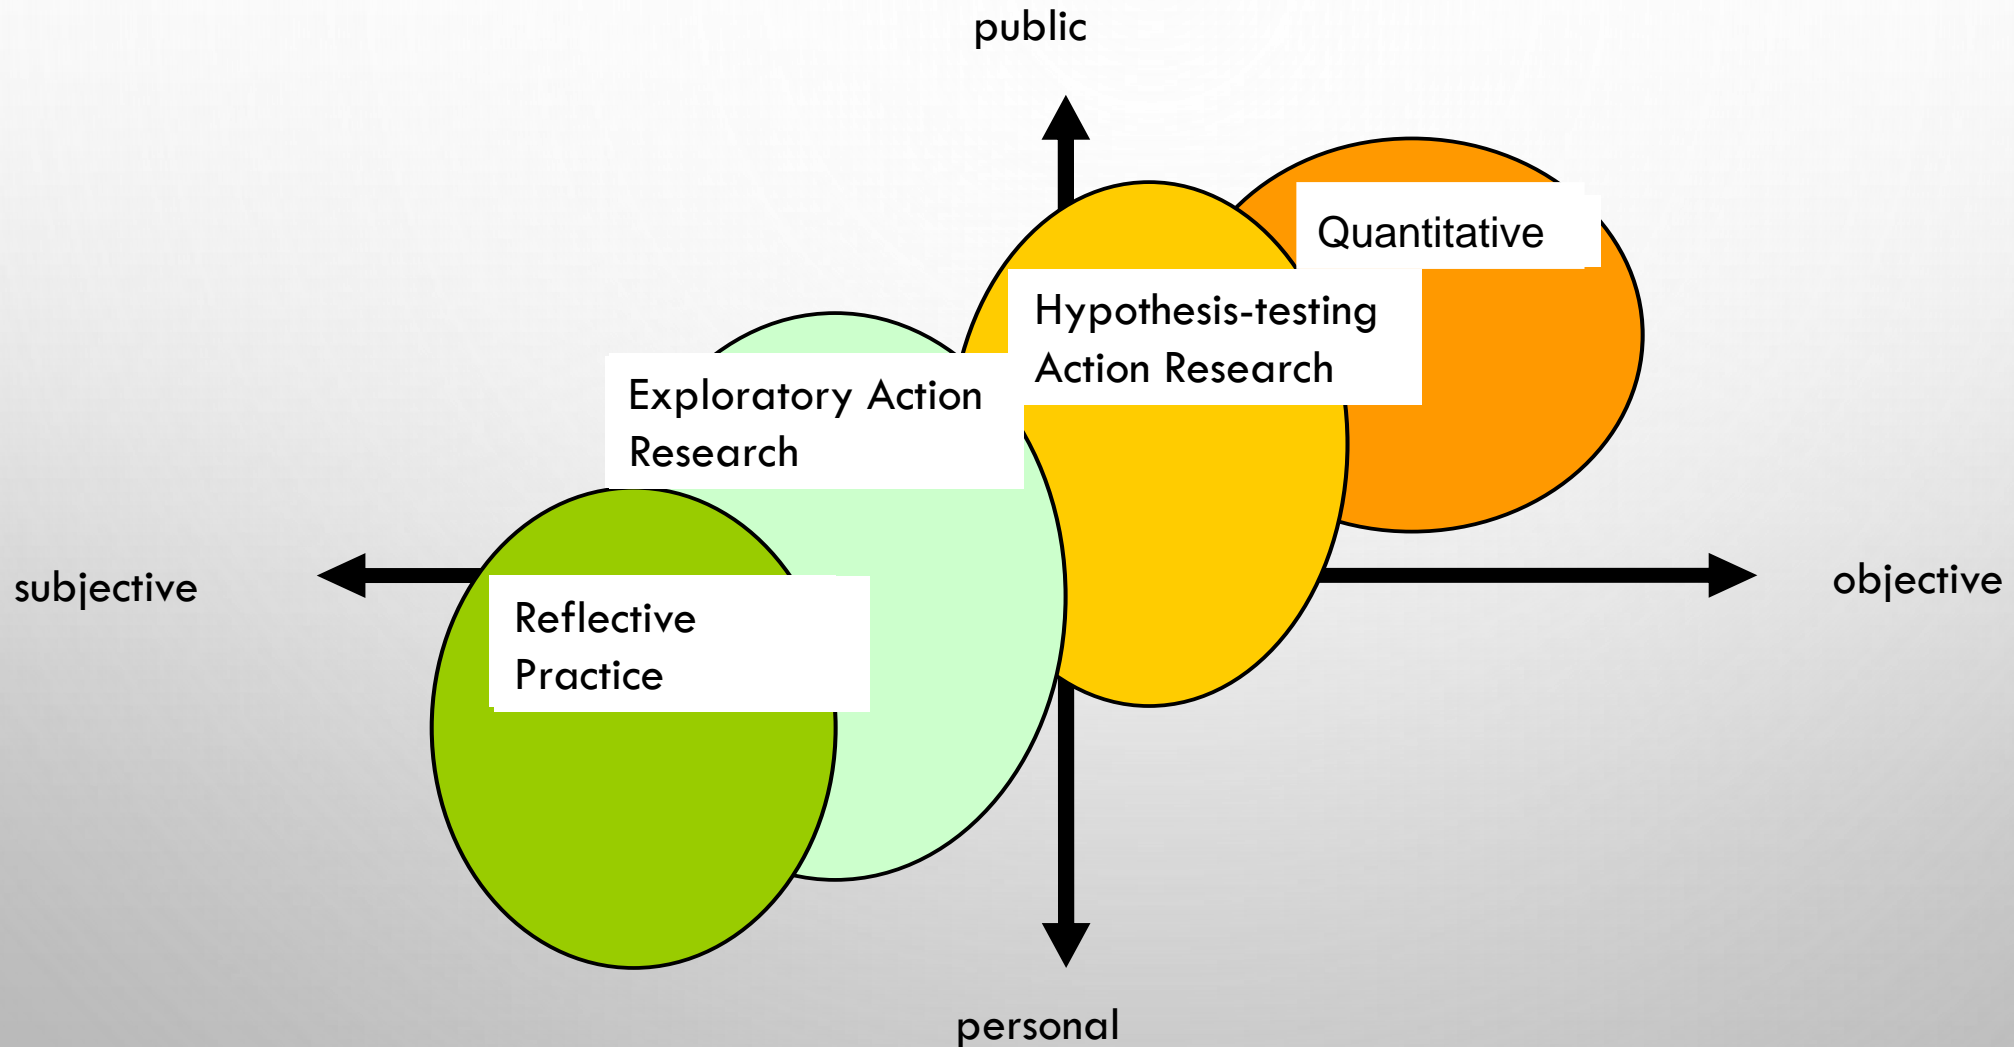 public
Quantitative
Hypothesis-testing
Action Research
Exploratory Action
Research
subjective
objective
Reflective
Practice
personal